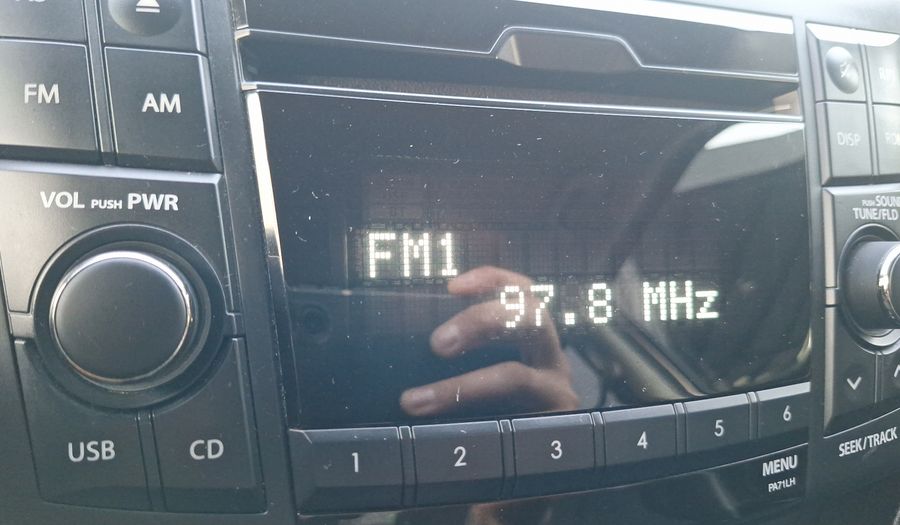 FM
AM
DISP
VOL PUSH PWR
PUSH SOUN
TUNE/FLD
FM1
97.8 MHz
USB
CD
1
2
3
4
5
6
SEEK/TRACK
MENU
PA71LH